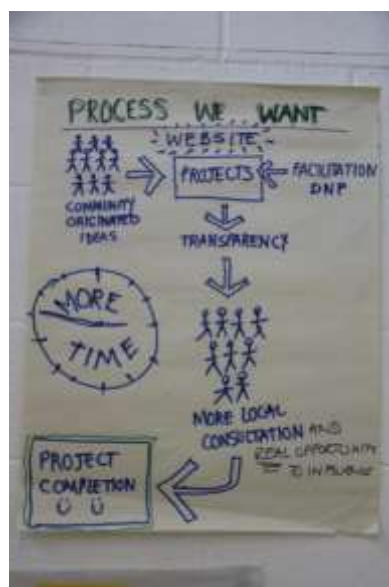 PROCESS WE WANT
WEBSITE
COMMUNITY
ORIGINATED
IDEAS
PROJECTS
FACILITATION
DNP
TRANSPARENCY
MORE
TIME
MORE LOCAL
CONSULTATION AND
REAL OPPORTUNITY
TO INFLUENCE
PROJECT
COMPLETION